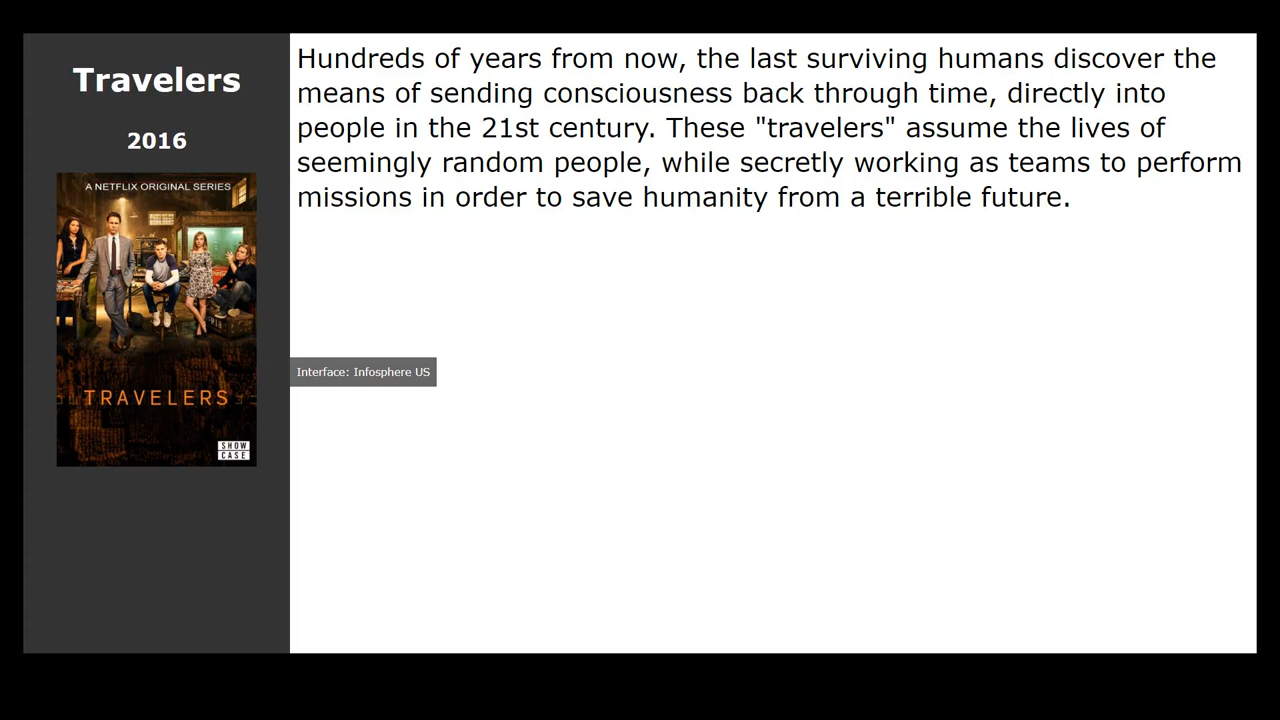 Travelers
2016
A NETFLIX ORIGINAL SERIES
TRAVELERS
SHOW
CASE
Hundreds of years from now, the last surviving humans discover the
means of sending consciousness back through time, directly into
people in the 21st century. These "travelers" assume the lives of
seemingly random people, while secretly working as teams to perform
missions in order to save humanity from a terrible future.
Interface: Infosphere US